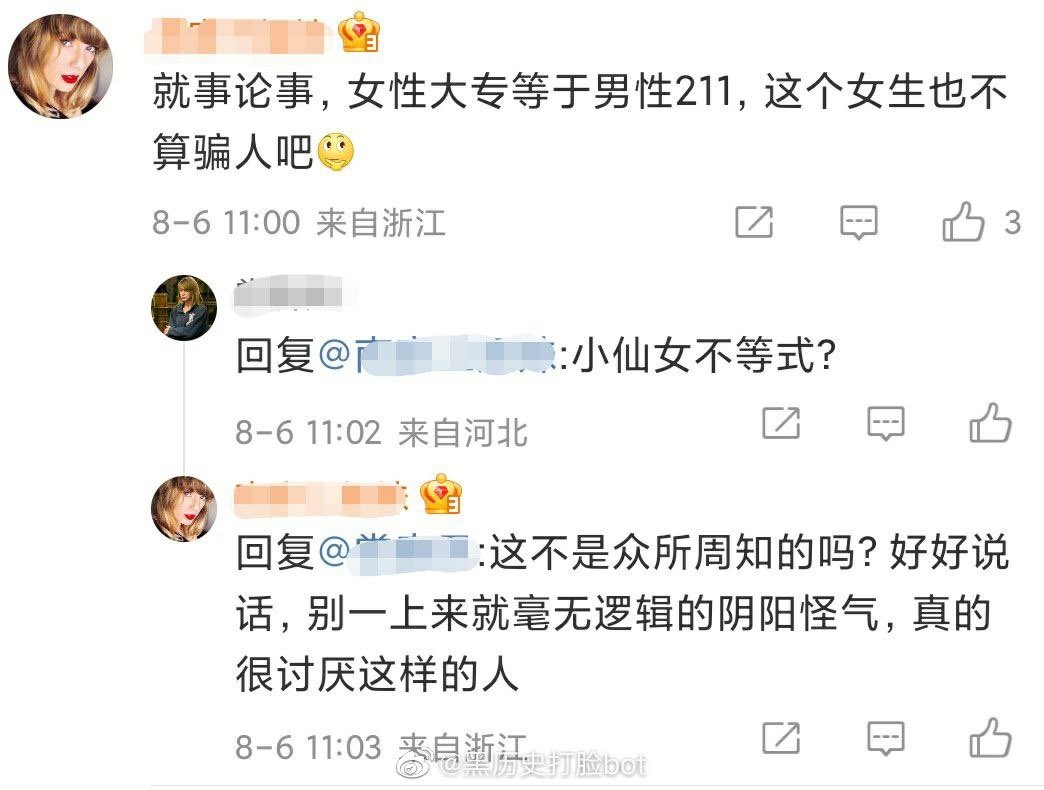 就事论事，女性大专等于男性211，这个女生也不
算骗人吧
8-6 11:00 来自浙江
3
回复@:小仙女不等式？
8-6 11:02 来自河北
3
回复@:这不是众所周知的吗？好好说
话，别一上来就毫无逻辑的阴阳怪气，真的
很讨厌这样的人
8-6 11:03 来自浙江
@黑历史打脸bot